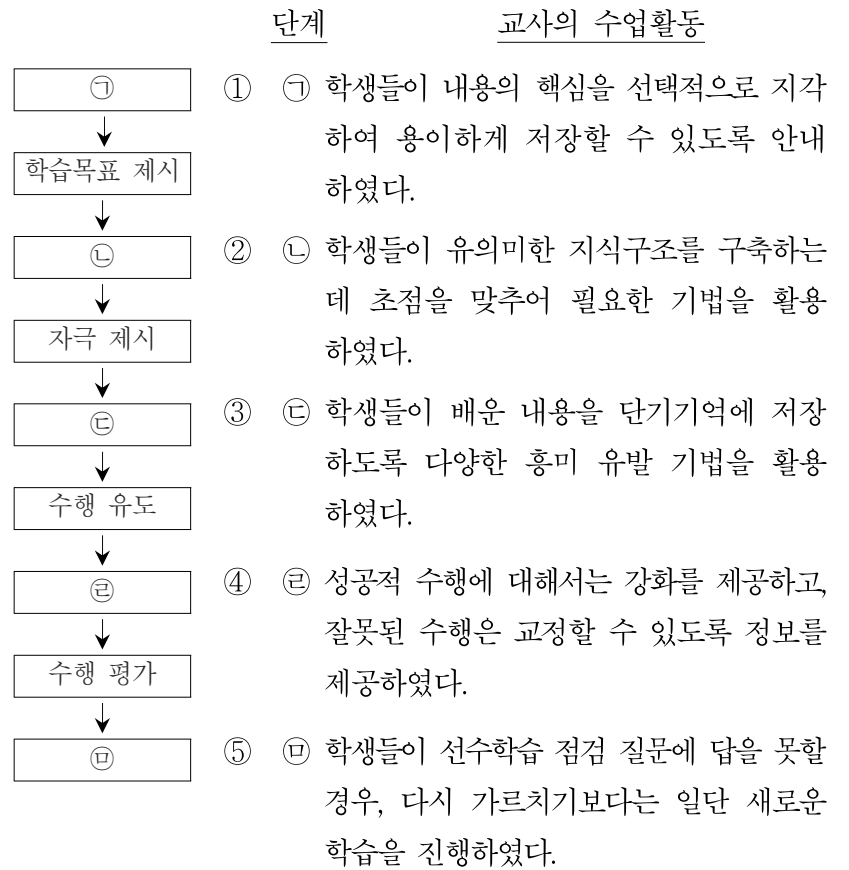 단계 교사의 수업활동
㉠
① ㉠ 학생들이 내용의 핵심을 선택적으로 지각
하여 용이하게 저장할 수 있도록 안내
하였다.
학습목표 제시
㉡
② ㉡ 학생들이 유의미한 지식구조를 구축하는
데 초점을 맞추어 필요한 기법을 활용
하였다.
자극 제시
㉢
③ ㉢ 학생들이 배운 내용을 단기기억에 저장
하도록 다양한 흥미 유발 기법을 활용
하였다.
수행 유도
㉣
④ ㉣ 성공적 수행에 대해서는 강화를 제공하고,
잘못된 수행은 교정할 수 있도록 정보를
제공하였다.
수행 평가
㉤
⑤ ㉤ 학생들이 선수학습 점검 질문에 답을 못할
경우, 다시 가르치기보다는 일단 새로운
학습을 진행하였다.